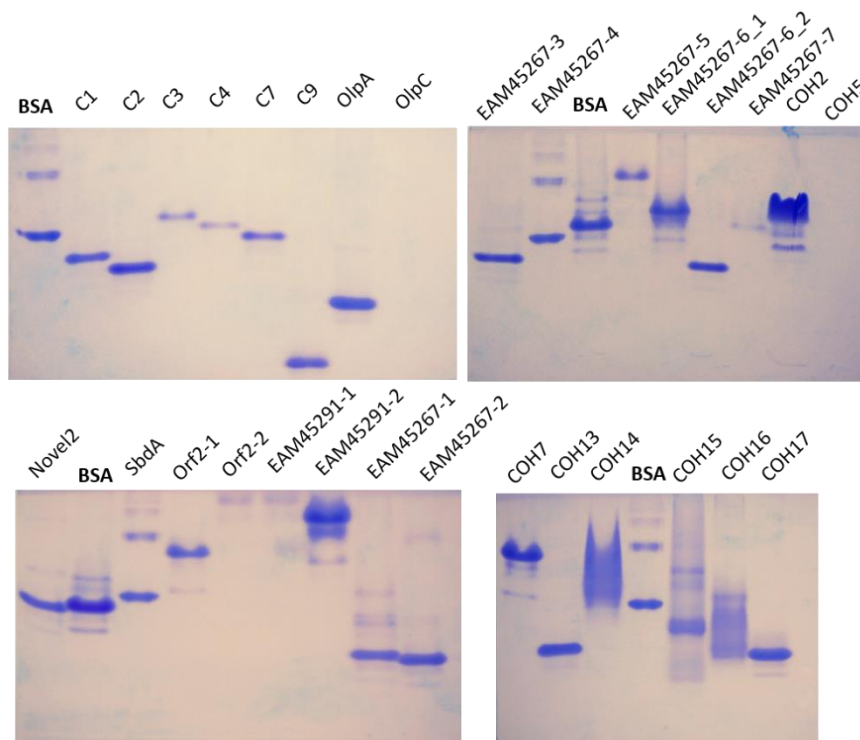 BSA C1 C2 C3 C4 C7 C9 OlpA OlpC
EAM45267-3 EAM45267-4 BSA EAM45267-5 EAM45267-6_1 EAM45267-6_2 EAM45267-7 COH2 COH5
Novel2 BSA SbdA Orf2-1 Orf2-2 EAM45291-1 EAM45291-2 EAM45267-1 EAM45267-2
COH7 COH13 COH14 BSA COH15 COH16 COH17